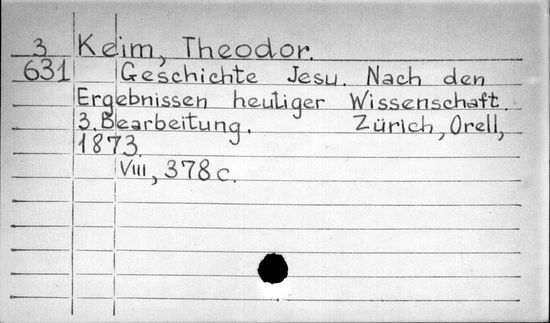 3 Keim, Theodor.
631 Geschichte Jesu. Nach den
Ergebnissen heutiger Wissenschaft.
3. Bearbeitung. Zürich, Orell,
1873.
VIII, 378 c.